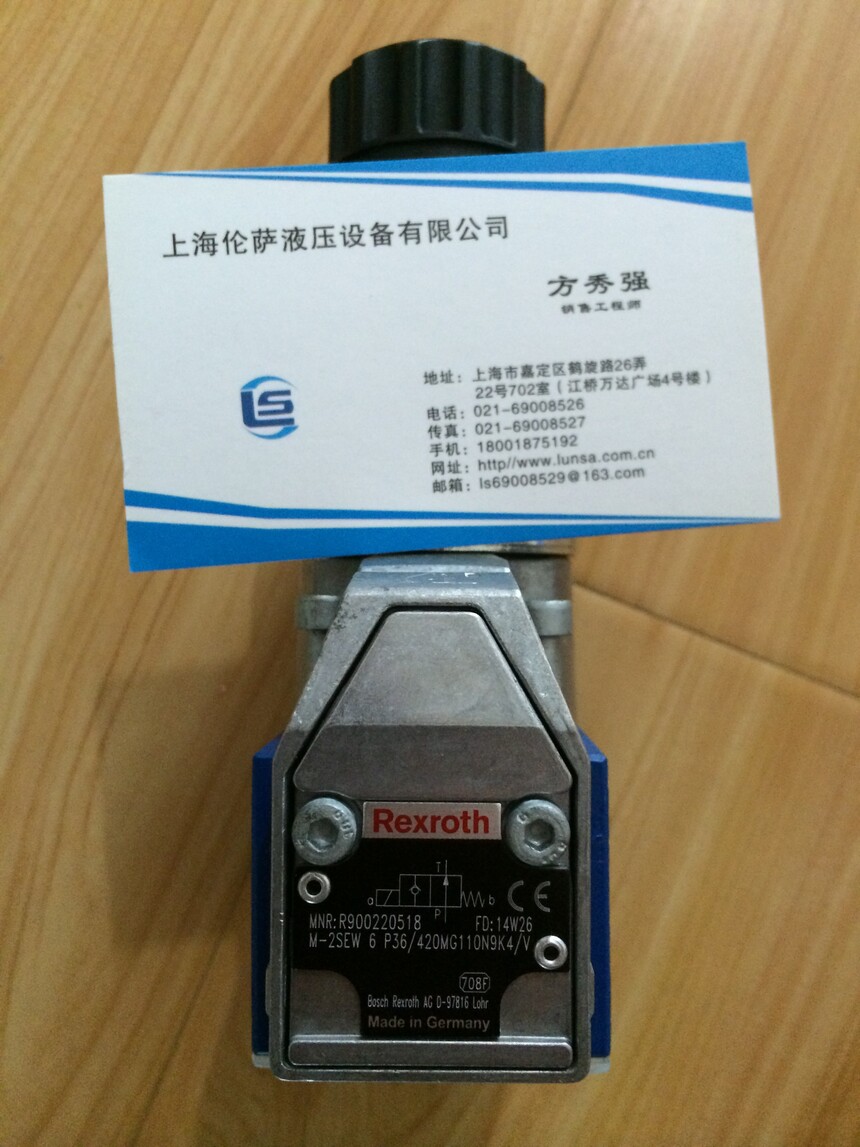 上海伦萨液压设备有限公司
方秀强
销售工程师
LS
地址：上海市嘉定区鹤旋路26弄
22号702室（江桥万达广场4号楼）
电话：021-69008526
传真：021-69008527
手机：18001875192
网址：http//www.lunsa.com.cn
邮箱：ls69008529@163.com
Rexroth
T
a b
P
CE
MNR:R900220518 FD:14W26
M-2SEW 6 P36/420MG110N9K4/V
708F
Bosch Rexroth AG D-97816 Lohr
Made in Germany